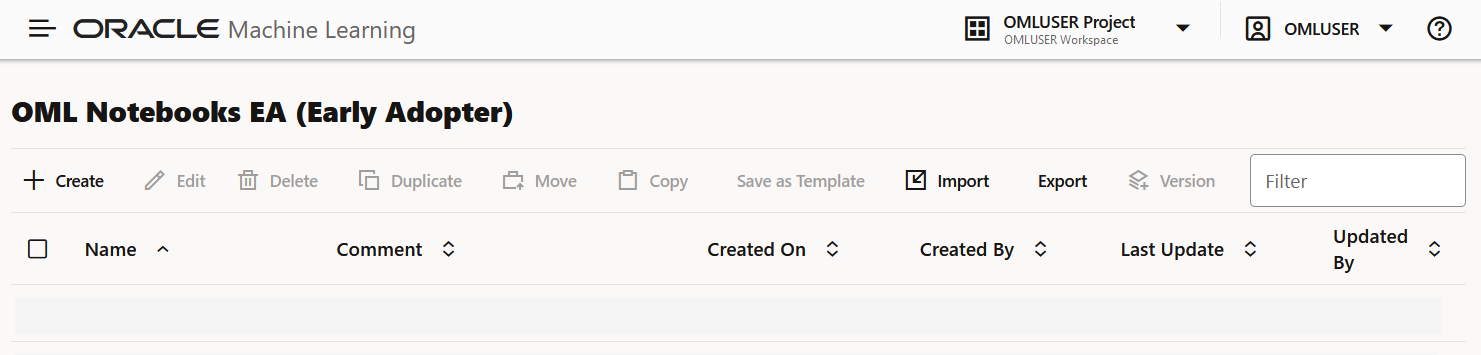 ORACLE Machine Learning
OMLUSER Project
OMLUSER Workspace
OMLUSER
OML Notebooks EA (Early Adopter)
Create Edit Delete Duplicate Move Copy Save as Template Import Export Version Filter
Name Comment Created On Created By Last Update Updated
By